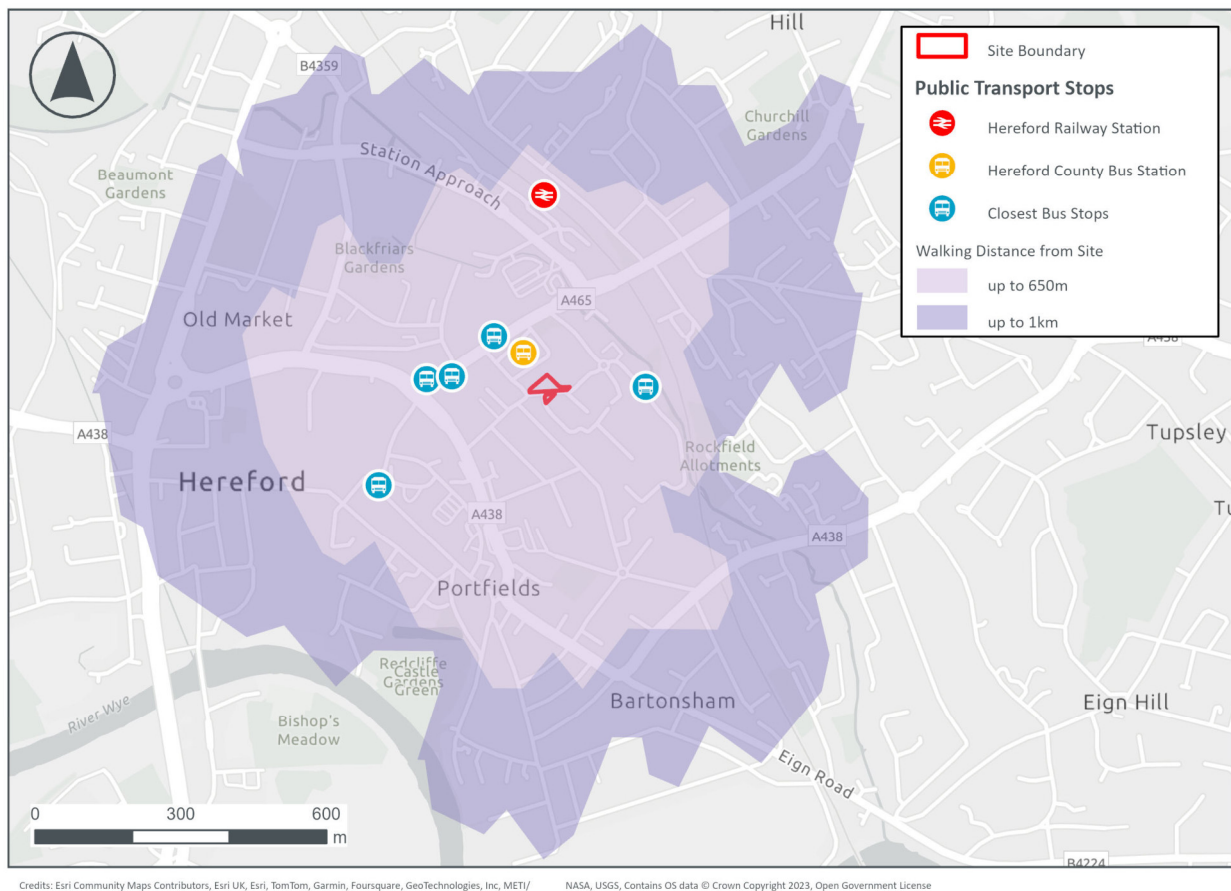 Hill
B4359
Station Approach
Churchill
Gardens
Beaumont
Gardens
Blackfriars
Gardens
A465
Old Market
A438
A438
Tupsley
Rockfield
Allotments
Hereford
A438
A438
Portfields
Redcliffe
Gardens
Castle
Green
Bartonsham
Eign Hill
River Wye
Bishop's
Meadow
Eign Road
B4224
Site Boundary
Public Transport Stops
Hereford Railway Station
Hereford County Bus Station
Closest Bus Stops
Walking Distance from Site
up to 650m
up to 1km
0 300 600
m
Credits: Esri Community Maps Contributors, Esri UK, Esri, TomTom, Garmin, Foursquare, GeoTechnologies, Inc, METI/ NASA, USGS, Contains OS data © Crown Copyright 2023, Open Government License